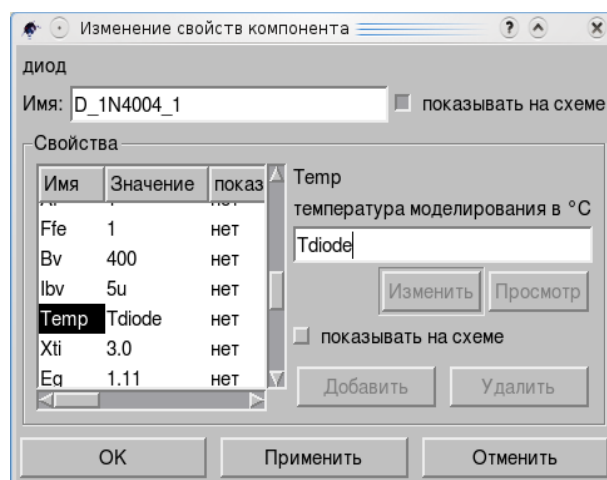 Изменение свойств компонента
диод
Имя: D_1N4004_1 показывать на схеме
Свойства
Имя Значение показ
Temp
температура моделирования в °C
Ffe 1 нет
Tdiode
Bv 400 нет
Ibv 5u нет
Изменить Просмотр
Temp Tdiode нет
показывать на схеме
Xti 3.0 нет
Eg 1.11 нет
Добавить Удалить
OK Применить Отменить